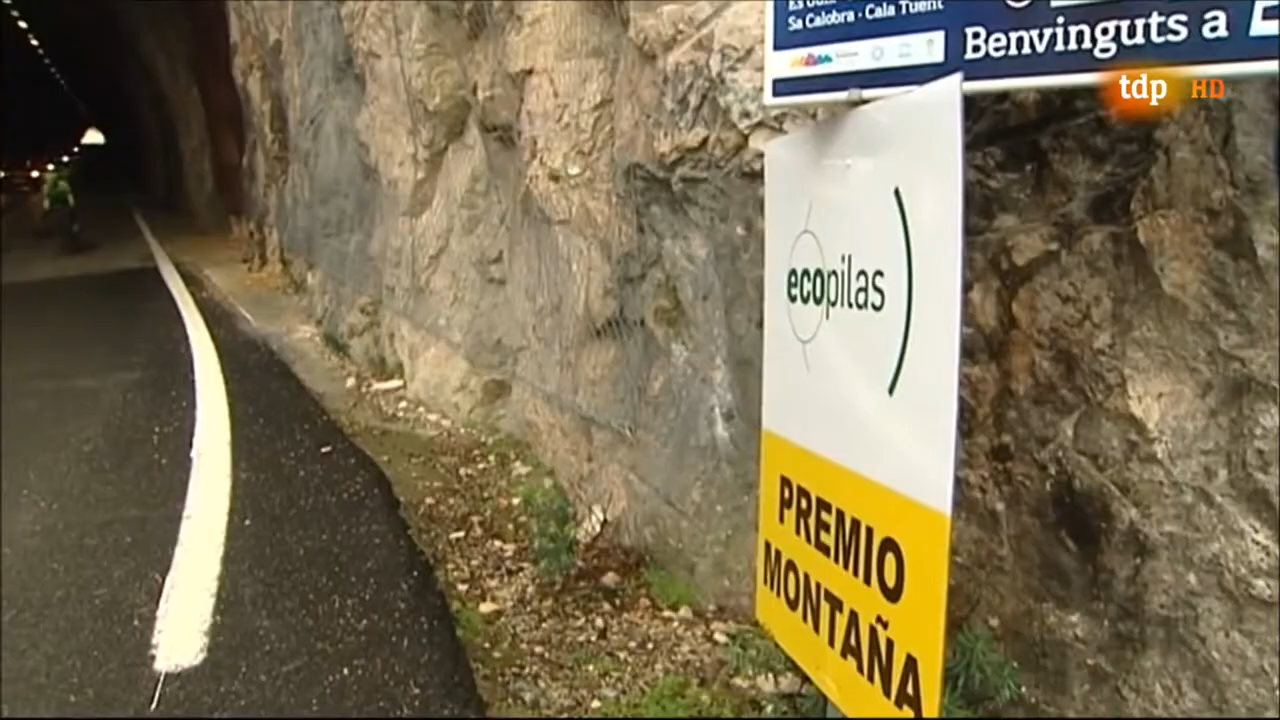 Sa Calobra · Cala Tuent
Benvinguts a
tdp HD
ecopilas
PREMIO
MONTAÑA